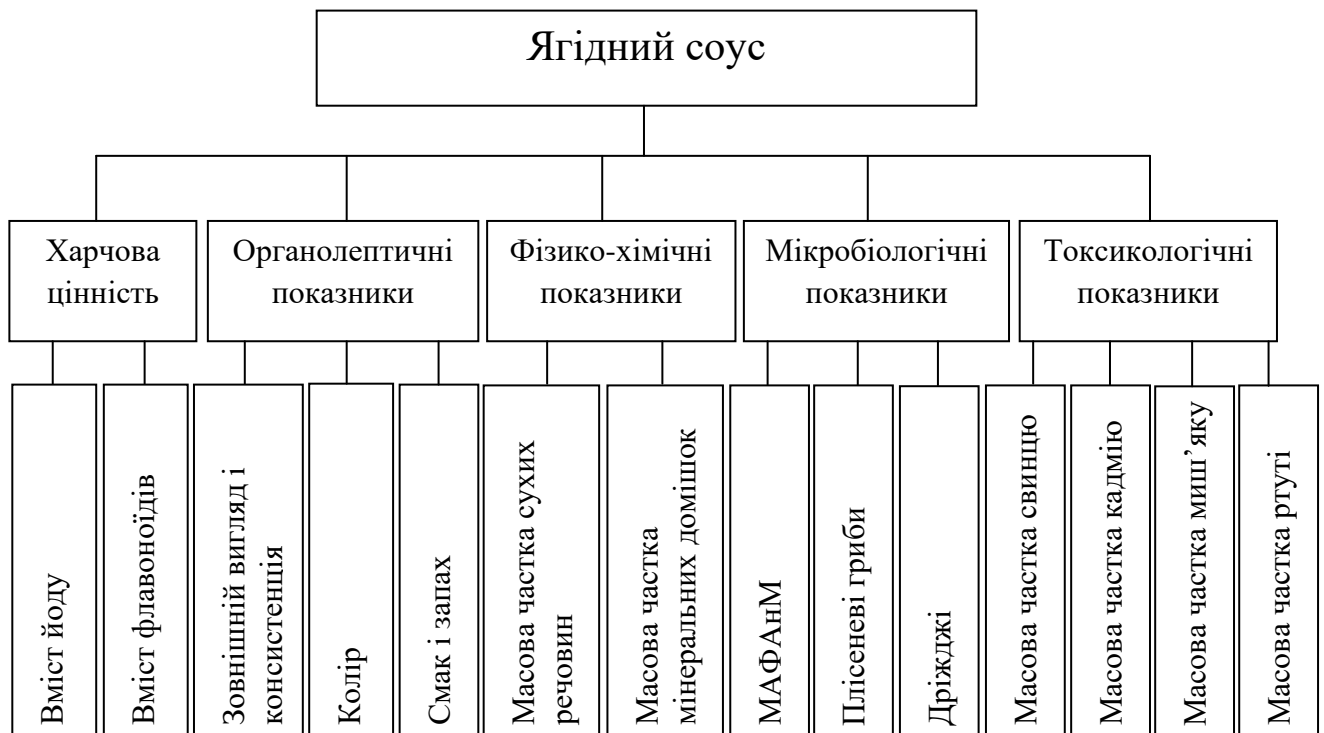 Ягідний соус
Харчова
цінність
Органолептичні
показники
Фізико-хімічні
показники
Мікробіологічні
показники
Токсикологічні
показники
Вміст йоду
Вміст флавоноїдів
Зовнішній вигляд і
консистенція
Колір
Смак і запах
Масова частка сухих
речовин
Масова частка
мінеральних домішок
МАФАнМ
Плісеневі гриби
Дріжджі
Масова частка свинцю
Масова частка кадмію
Масова частка миш’яку
Масова частка ртуті